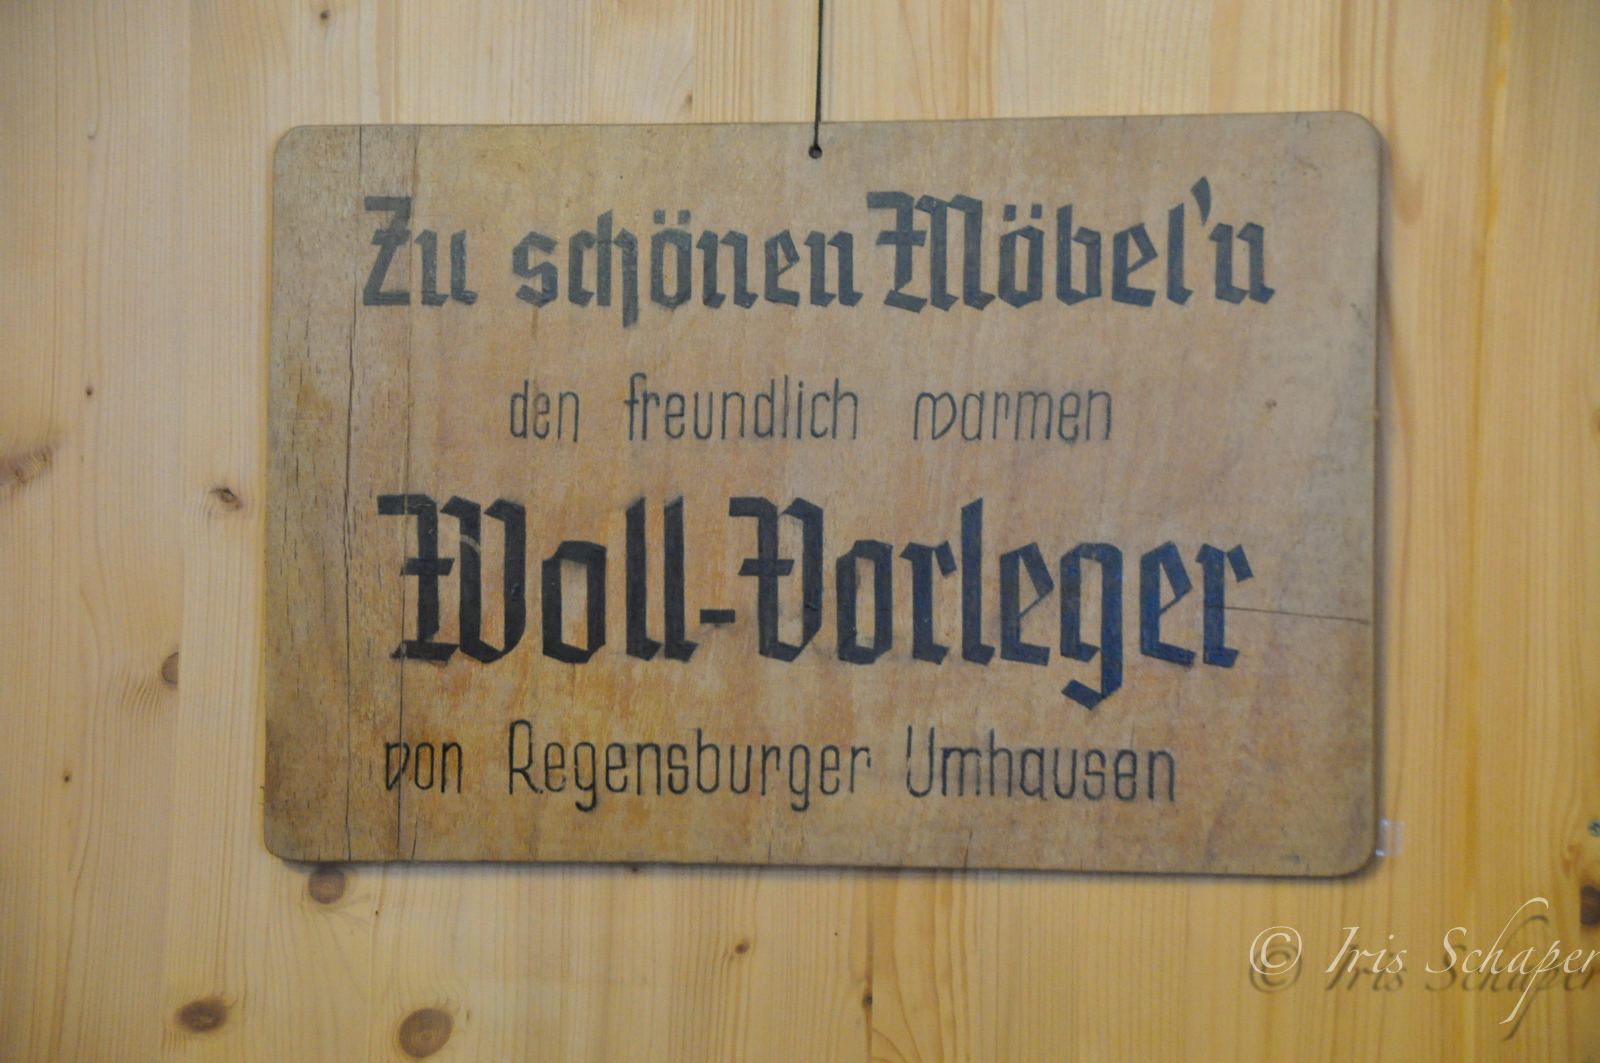 Zu schönen Möbel'n
den freundlich warmen
Woll-Vorleger
von Regensburger Umhausen
© Iris Schaper